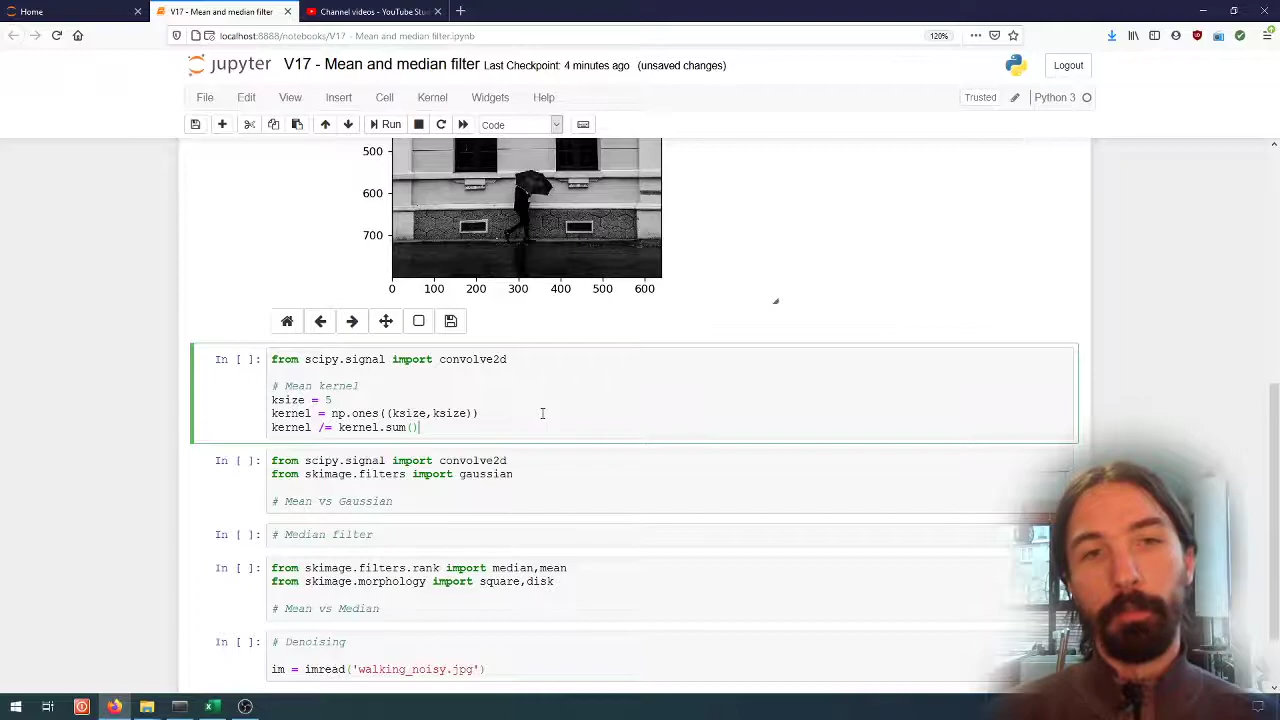 Home
V17 - Mean and median filter
Channel videos - YouTube Stu
localhost:8888/notebooks/V17 - Mean and median filter.ipynb
120%
jupyter V17 - Mean and median filter Last Checkpoint: 4 minutes ago (unsaved changes)
Logout
File Edit View Insert Cell Kernel Widgets Help
Trusted Python 3
Run Code
500
600
700
0 100 200 300 400 500 600
In [ ]: from scipy.signal import convolve2d
# Mean kernel
ksize = 5
kernel = np.ones((ksize,ksize))
kernel /= kernel.sum()
In [ ]: from scipy.signal import convolve2d
from skimage.filters import gaussian
# Mean vs Gaussian
In [ ]: # Median filter
In [ ]: from skimage.filters.rank import median,mean
from skimage.morphology import square,disk
# Mean vs Median
In [ ]: # Denoising
im = imread('walking_noisy.jpg')